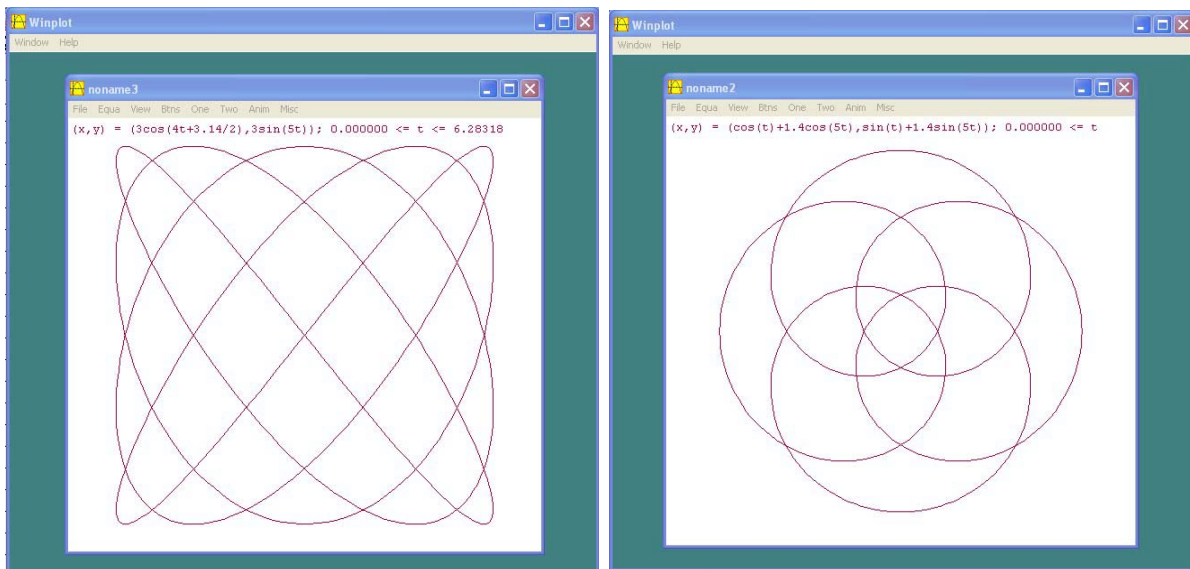 Winplot
Window Help
noname3
File Equa View Btns One Two Anim Misc
(x,y) = (3cos(4t+3.14/2),3sin(5t)); 0.000000 <= t <= 6.28318
Winplot
Window Help
noname2
File Equa View Btns One Two Anim Misc
(x,y) = (cos(t)+1.4cos(5t),sin(t)+1.4sin(5t)); 0.000000 <= t